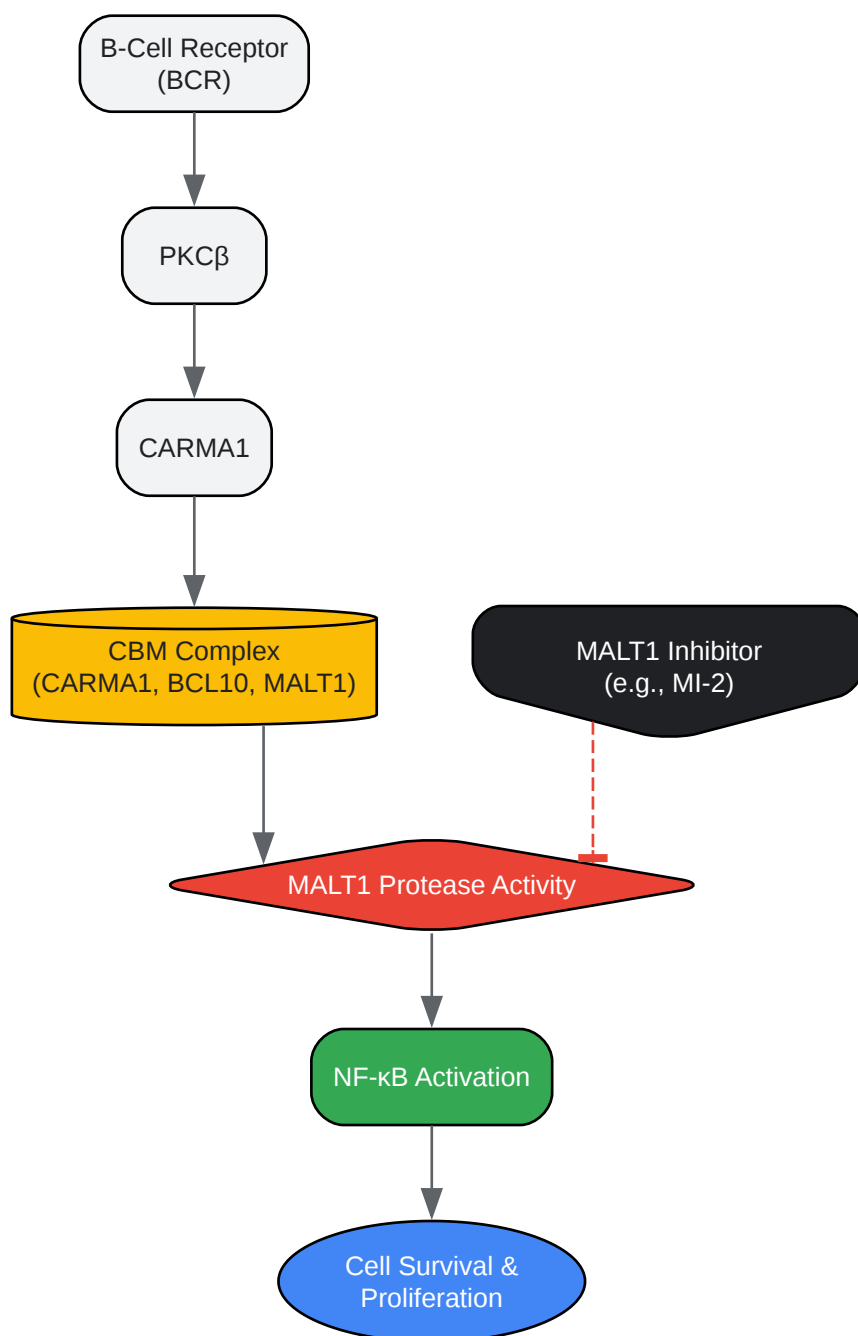 B-Cell Receptor
(BCR)
PKCβ
CARMA1
CBM Complex
(CARMA1, BCL10, MALT1)
MALT1 Inhibitor
(e.g., MI-2)
MALT1 Protease Activity
NF-κB Activation
Cell Survival &
Proliferation